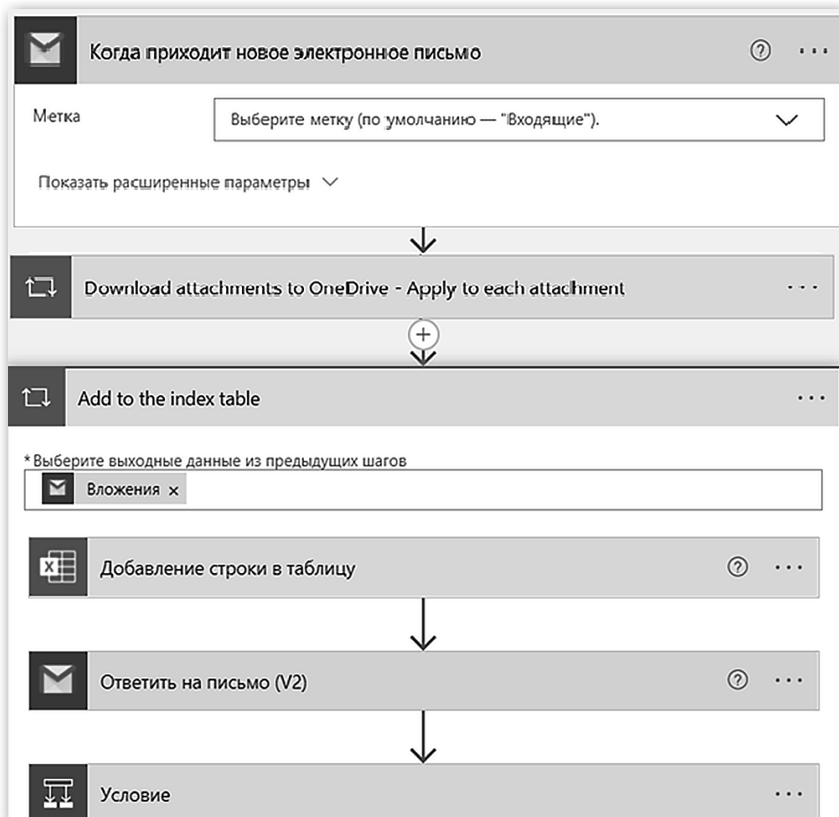 Когда приходит новое электронное письмо
Метка
Выберите метку (по умолчанию — "Входящие").
Показать расширенные параметры
Download attachments to OneDrive - Apply to each attachment
Add to the index table
* Выберите выходные данные из предыдущих шагов
Вложения ×
Добавление строки в таблицу
Ответить на письмо (V2)
Условие